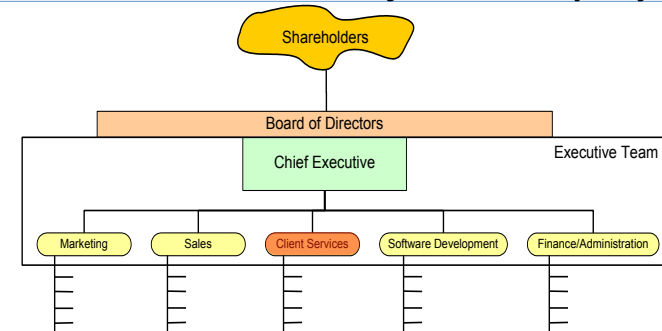 Shareholders
Board of Directors
Chief Executive
Executive Team
Marketing
Sales
Client Services
Software Development
Finance/Administration